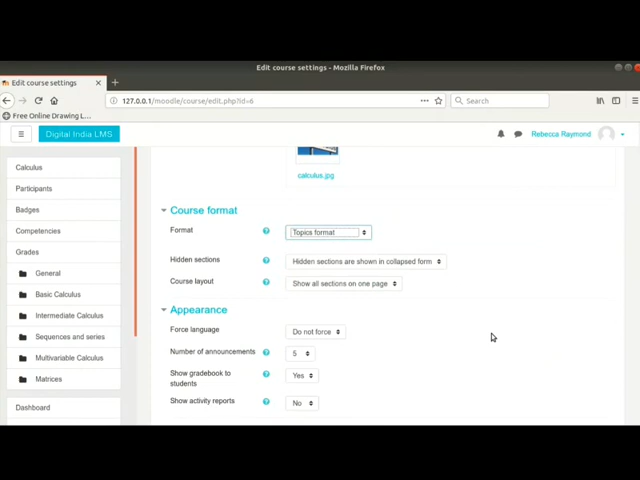 Edit course settings - Mozilla Firefox
Edit course settings
127.0.0.1/moodle/course/edit.php?id=6
Search
Free Online Drawing L...
Digital India LMS
Rebecca Raymond
Calculus
Participants
Badges
Competencies
Grades
General
Basic Calculus
Intermediate Calculus
Sequences and series
Multivariable Calculus
Matrices
Dashboard
calculus.jpg
Course format
Format
Topics format
Hidden sections
Hidden sections are shown in collapsed form
Course layout
Show all sections on one page
Appearance
Force language
Do not force
Number of announcements
5
Show gradebook to
students
Yes
Show activity reports
No